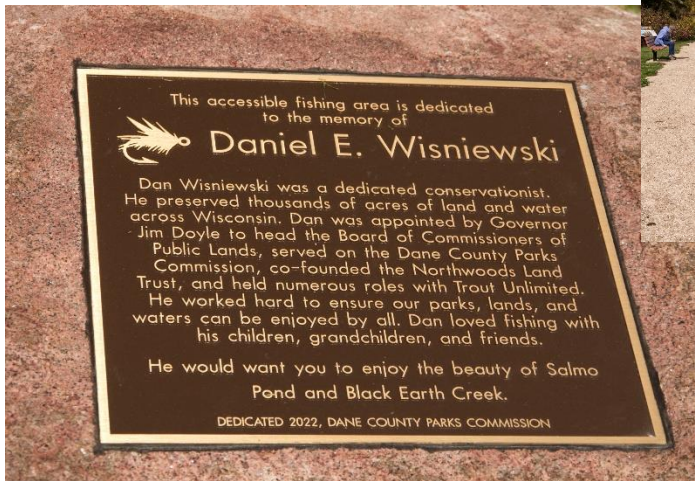 This accessible fishing area is dedicated
to the memory of
Daniel E. Wisniewski
Dan Wisniewski was a dedicated conservationist.
He preserved thousands of acres of land and water
across Wisconsin. Dan was appointed by Governor
Jim Doyle to head the Board of Commissioners of
Public Lands, served on the Dane County Parks
Commission, co-founded the Northwoods Land
Trust, and held numerous roles with Trout Unlimited.
He worked hard to ensure our parks, lands, and
waters can be enjoyed by all. Dan loved fishing with
his children, grandchildren, and friends.
He would want you to enjoy the beauty of Salmo
Pond and Black Earth Creek.
DEDICATED 2022, DANE COUNTY PARKS COMMISSION